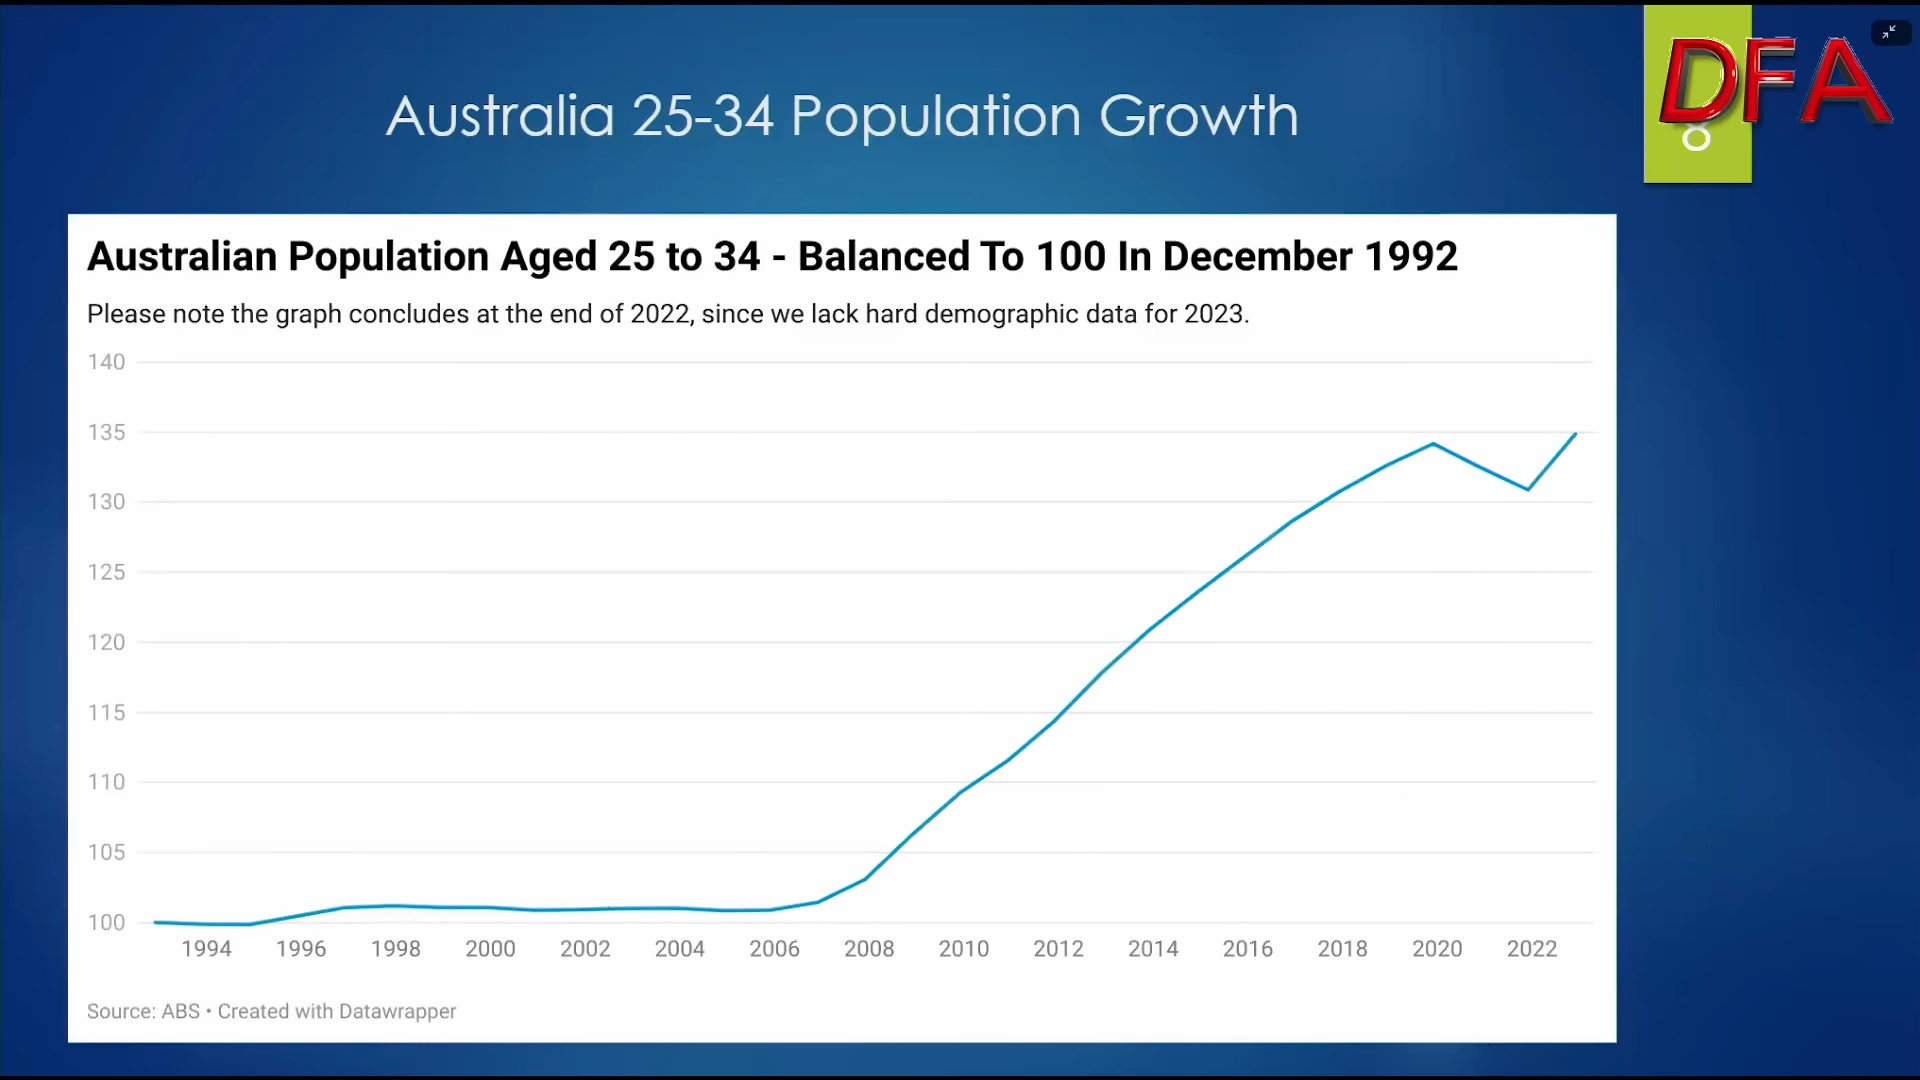 Australia 25-34 Population Growth
DFA
8
Australian Population Aged 25 to 34 - Balanced To 100 In December 1992
Please note the graph concludes at the end of 2022, since we lack hard demographic data for 2023.
140
135
130
125
120
115
110
105
100
1994 1996 1998 2000 2002 2004 2006 2008 2010 2012 2014 2016 2018 2020 2022
Source: ABS • Created with Datawrapper